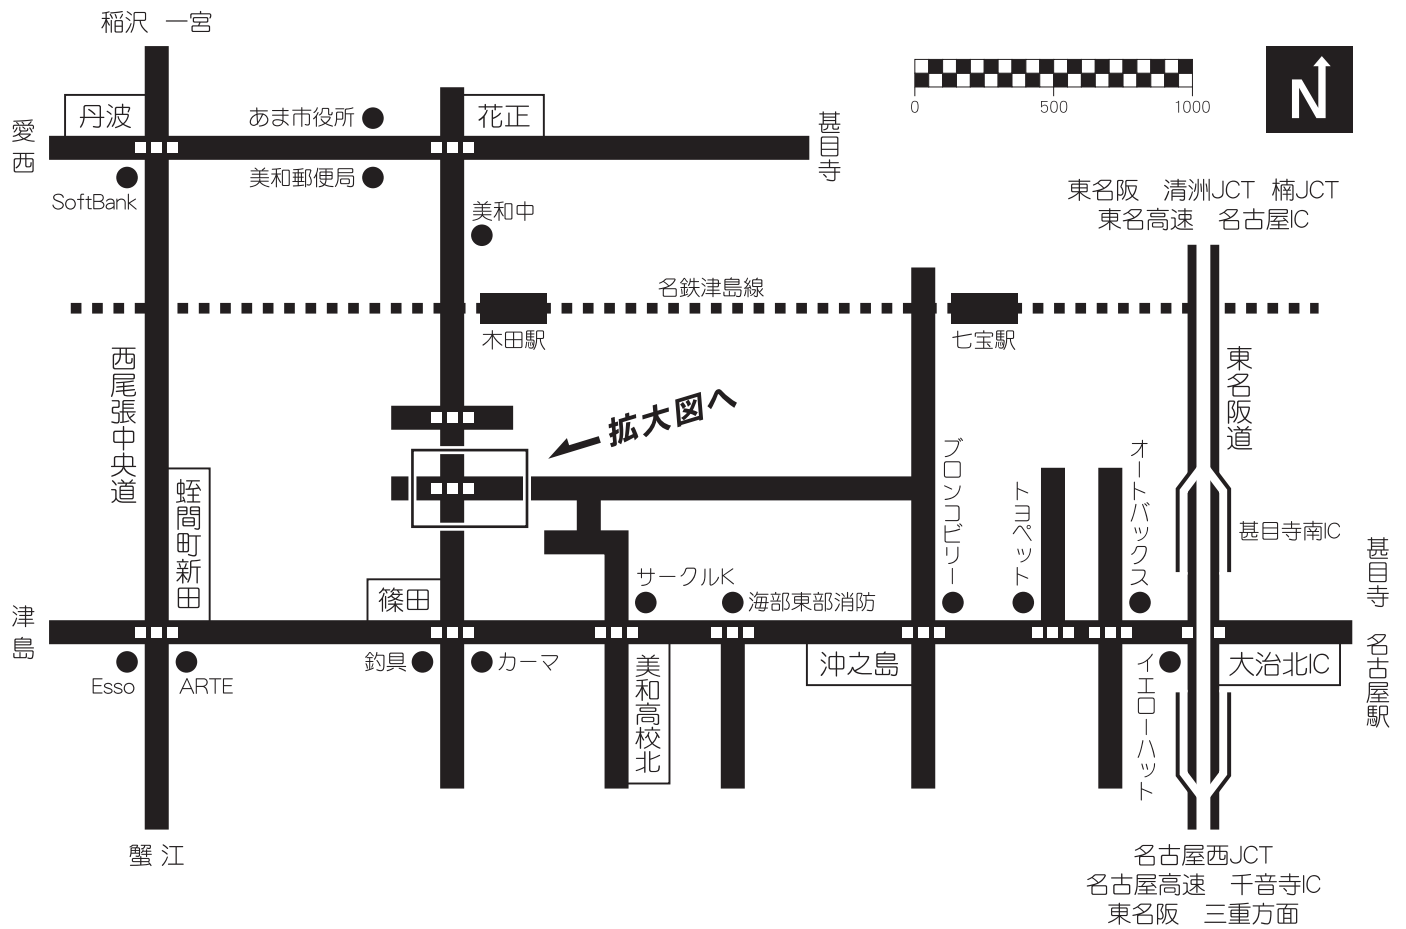 稲沢　一宮
丹波
あま市役所
花正
愛西
甚目寺
0 500 1000
N
美和郵便局
SoftBank
美和中
東名阪　清洲JCT　楠JCT
東名高速　名古屋IC
名鉄津島線
木田駅
七宝駅
西尾張中央道
東名阪道
拡大図へ
ブロンコビリー
トヨペット
オートバックス
蛭間町新田
甚目寺南IC
甚目寺
名古屋駅
サークルK
海部東部消防
篠田
津島
釣具
カーマ
Esso
ARTE
美和高校北
沖之島
イエローハット
大治北IC
蟹江
名古屋西JCT
名古屋高速　千音寺IC
東名阪　三重方面